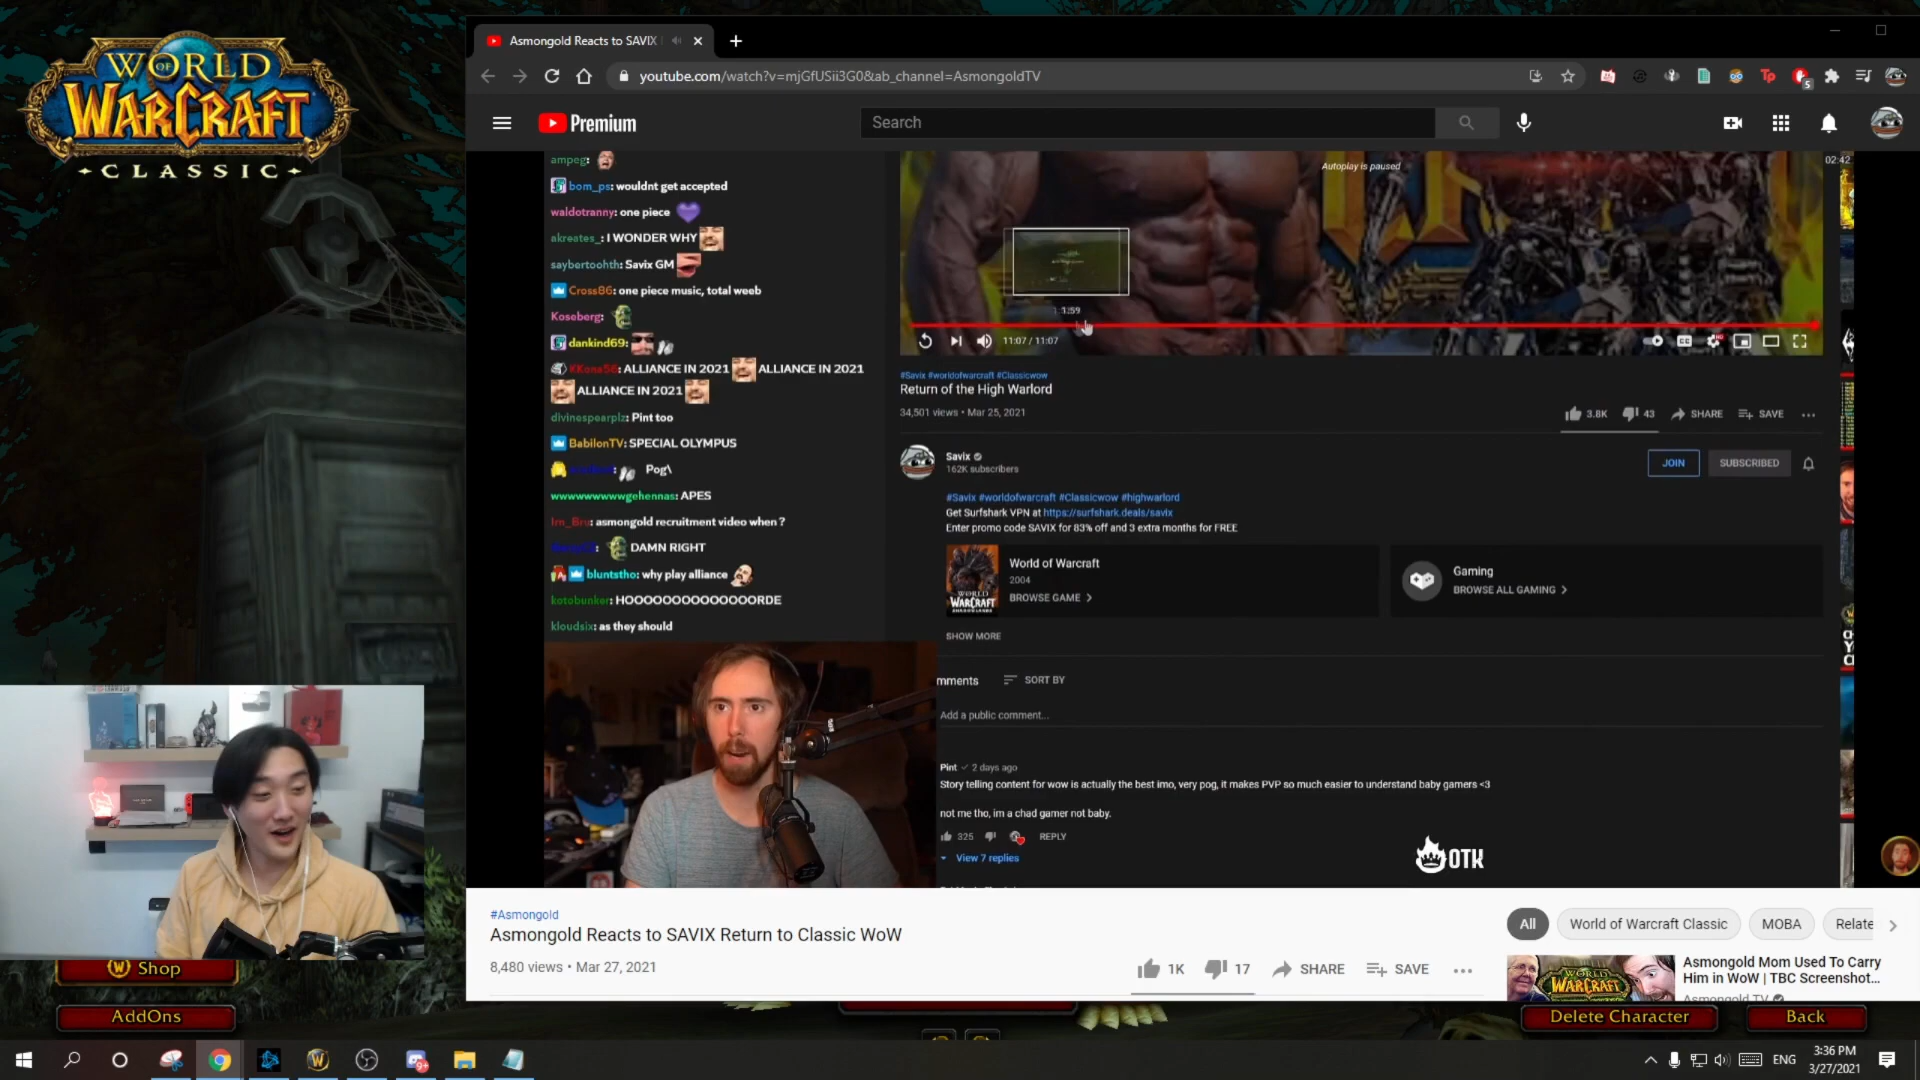 WORLD
OF
WARCRAFT
CLASSIC
Asmongold Reacts to SAVIX
youtube.com/watch?v=mjGfUSii3G0&ab_channel=AsmongoldTV
5
Premium
Search
ampeg:
bom_ps: wouldnt get accepted
waldotranny: one piece
akreates_: I WONDER WHY
saybertoohth: Savix GM
Cross86: one piece music, total weeb
Koseberg:
dankind69:
KKona56: ALLIANCE IN 2021 ALLIANCE IN 2021
ALLIANCE IN 2021
divinespearplz: Pint too
BabilonTV: SPECIAL OLYMPUS
Pog\
wwwwwwwwwgehennas: APES
Irn_Bru: asmongold recruitment video when ?
DAMN RIGHT
bluntstho: why play alliance
kotobunker: HOOOOOOOOOOOOOORDE
kloudsix: as they should
Autoplay is paused
02:42
1:59
11:07 / 11:07
#Savix #worldofwarcraft #Classicwow
Return of the High Warlord
34,501 views • Mar 25, 2021
3.8K
43
SHARE
SAVE
Savix
162K subscribers
JOIN
SUBSCRIBED
#Savix #worldofwarcraft #Classicwow #highwarlord
Get Surfshark VPN at https://surfshark.deals/savix
Enter promo code SAVIX for 83% off and 3 extra months for FREE
World of Warcraft
2004
BROWSE GAME
Gaming
BROWSE ALL GAMING
SHOW MORE
mments
SORT BY
Add a public comment...
Pint 2 days ago
Story telling content for wow is actually the best imo, very pog, it makes PVP so much easier to understand baby gamers <3
not me tho, im a chad gamer not baby.
325
REPLY
View 7 replies
OTK
#Asmongold
Asmongold Reacts to SAVIX Return to Classic WoW
8,480 views • Mar 27, 2021
1K
17
SHARE
SAVE
All
World of Warcraft Classic
MOBA
Relate
Asmongold Mom Used To Carry
Him in WoW | TBC Screenshot...
Asmongold TV
Shop
AddOns
Delete Character
Back
ENG
3:36 PM
3/27/2021